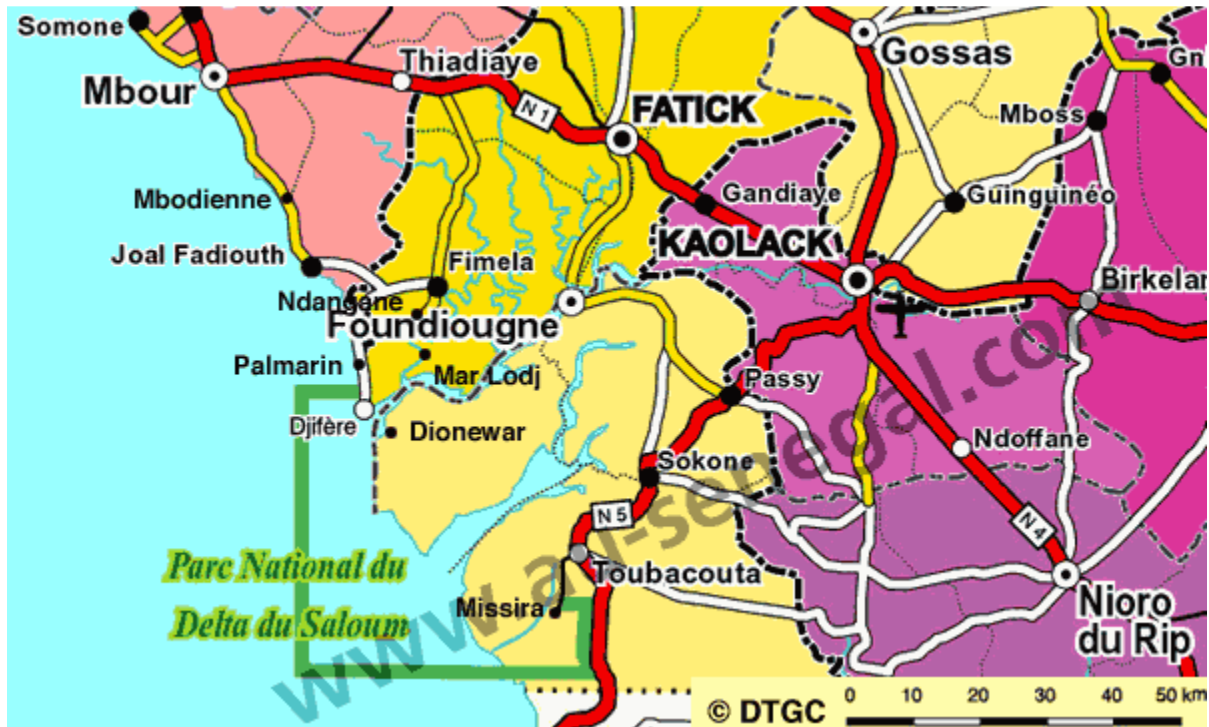 Somone
Mbour
Thiadiaye
N 1
FATICK
Gossas
Mboss
Mbodienne
Gandiaye
Guinguinéo
Joal Fadiouth
Fimela
KAOLACK
Birkelan
Ndangane
Foundiougne
Palmarin
Mar Lodj
Passy
Djifère
Dionewar
Ndoffane
Sokone
N 5
N 4
Parc National du
Delta du Saloum
Toubacouta
Missira
Nioro
du Rip
www.au-senegal.com
© DTGC
0 10 20 30 40 50 km